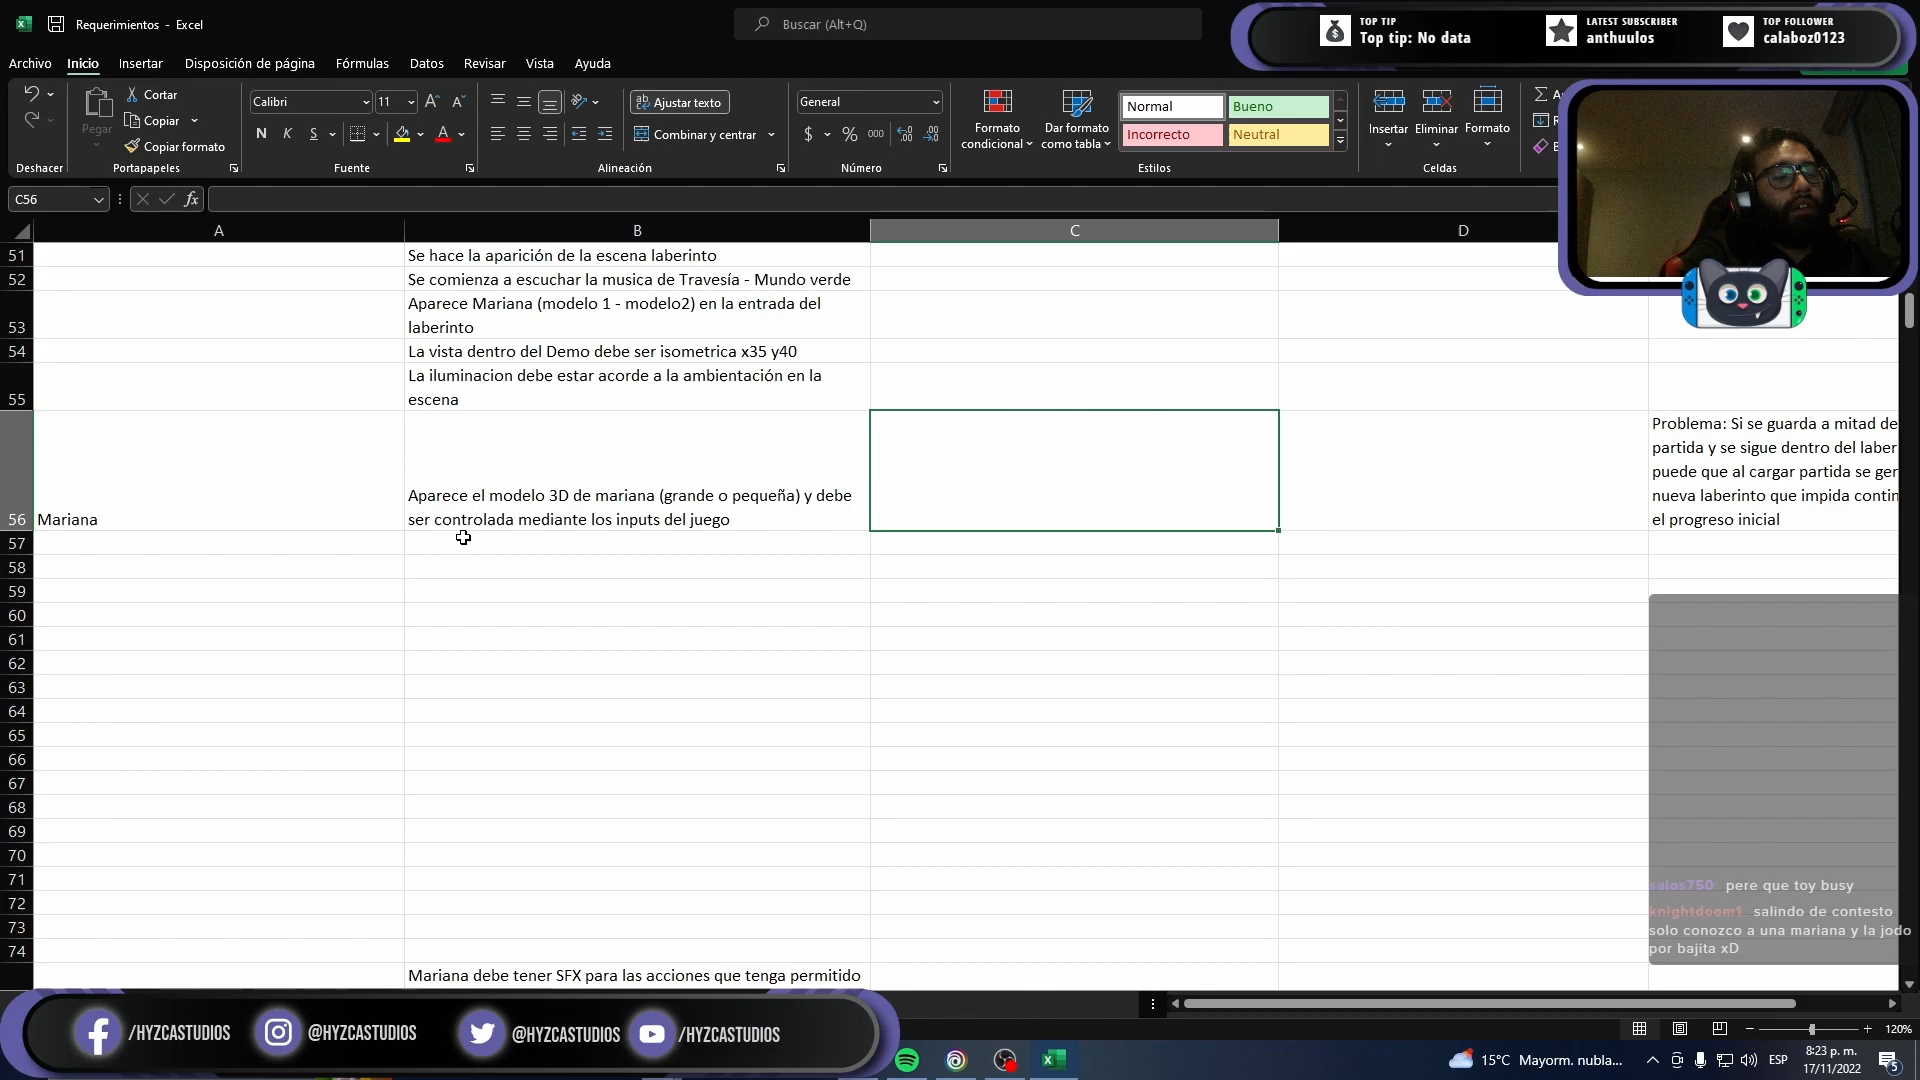 Requerimientos - Excel
Buscar (Alt+Q)
TOP TIP
Top tip: No data
LATEST SUBSCRIBER
anthuulos
TOP FOLLOWER
calaboz0123
Archivo Inicio Insertar Disposición de página Fórmulas Datos Revisar Vista Ayuda
Pegar
Cortar
Copiar
Copiar formato
Calibri 11
N K S
Ajustar texto
Combinar y centrar
General
$ % 000
Formato
condicional
Dar formato
como tabla
Normal Bueno
Incorrecto Neutral
Insertar Eliminar Formato
Deshacer Portapapeles Fuente Alineación Número Estilos Celdas
C56 fx
A B C D
51 Se hace la aparición de la escena laberinto
52 Se comienza a escuchar la musica de Travesía - Mundo verde
Aparece Mariana (modelo 1 - modelo2) en la entrada del
53 laberinto
54 La vista dentro del Demo debe ser isometrica x35 y40
La iluminacion debe estar acorde a la ambientación en la
55 escena
Problema: Si se guarda a mitad de
partida y se sigue dentro del laber
puede que al cargar partida se ger
Aparece el modelo 3D de mariana (grande o pequeña) y debe nueva laberinto que impida contin
56 Mariana ser controlada mediante los inputs del juego el progreso inicial
57
58
59
60
61
62
63
64
65
66
67
68
69
70
71
72
73
74
salos750: pere que toy busy
knightdoom1: salindo de contesto
solo conozco a una mariana y la jodo
por bajita xD
Mariana debe tener SFX para las acciones que tenga permitido
/HYZCASTUDIOS @HYZCASTUDIOS @HYZCASTUDIOS /HYZCASTUDIOS
120%
15°C Mayorm. nubla... ESP
8:23 p. m.
17/11/2022
5